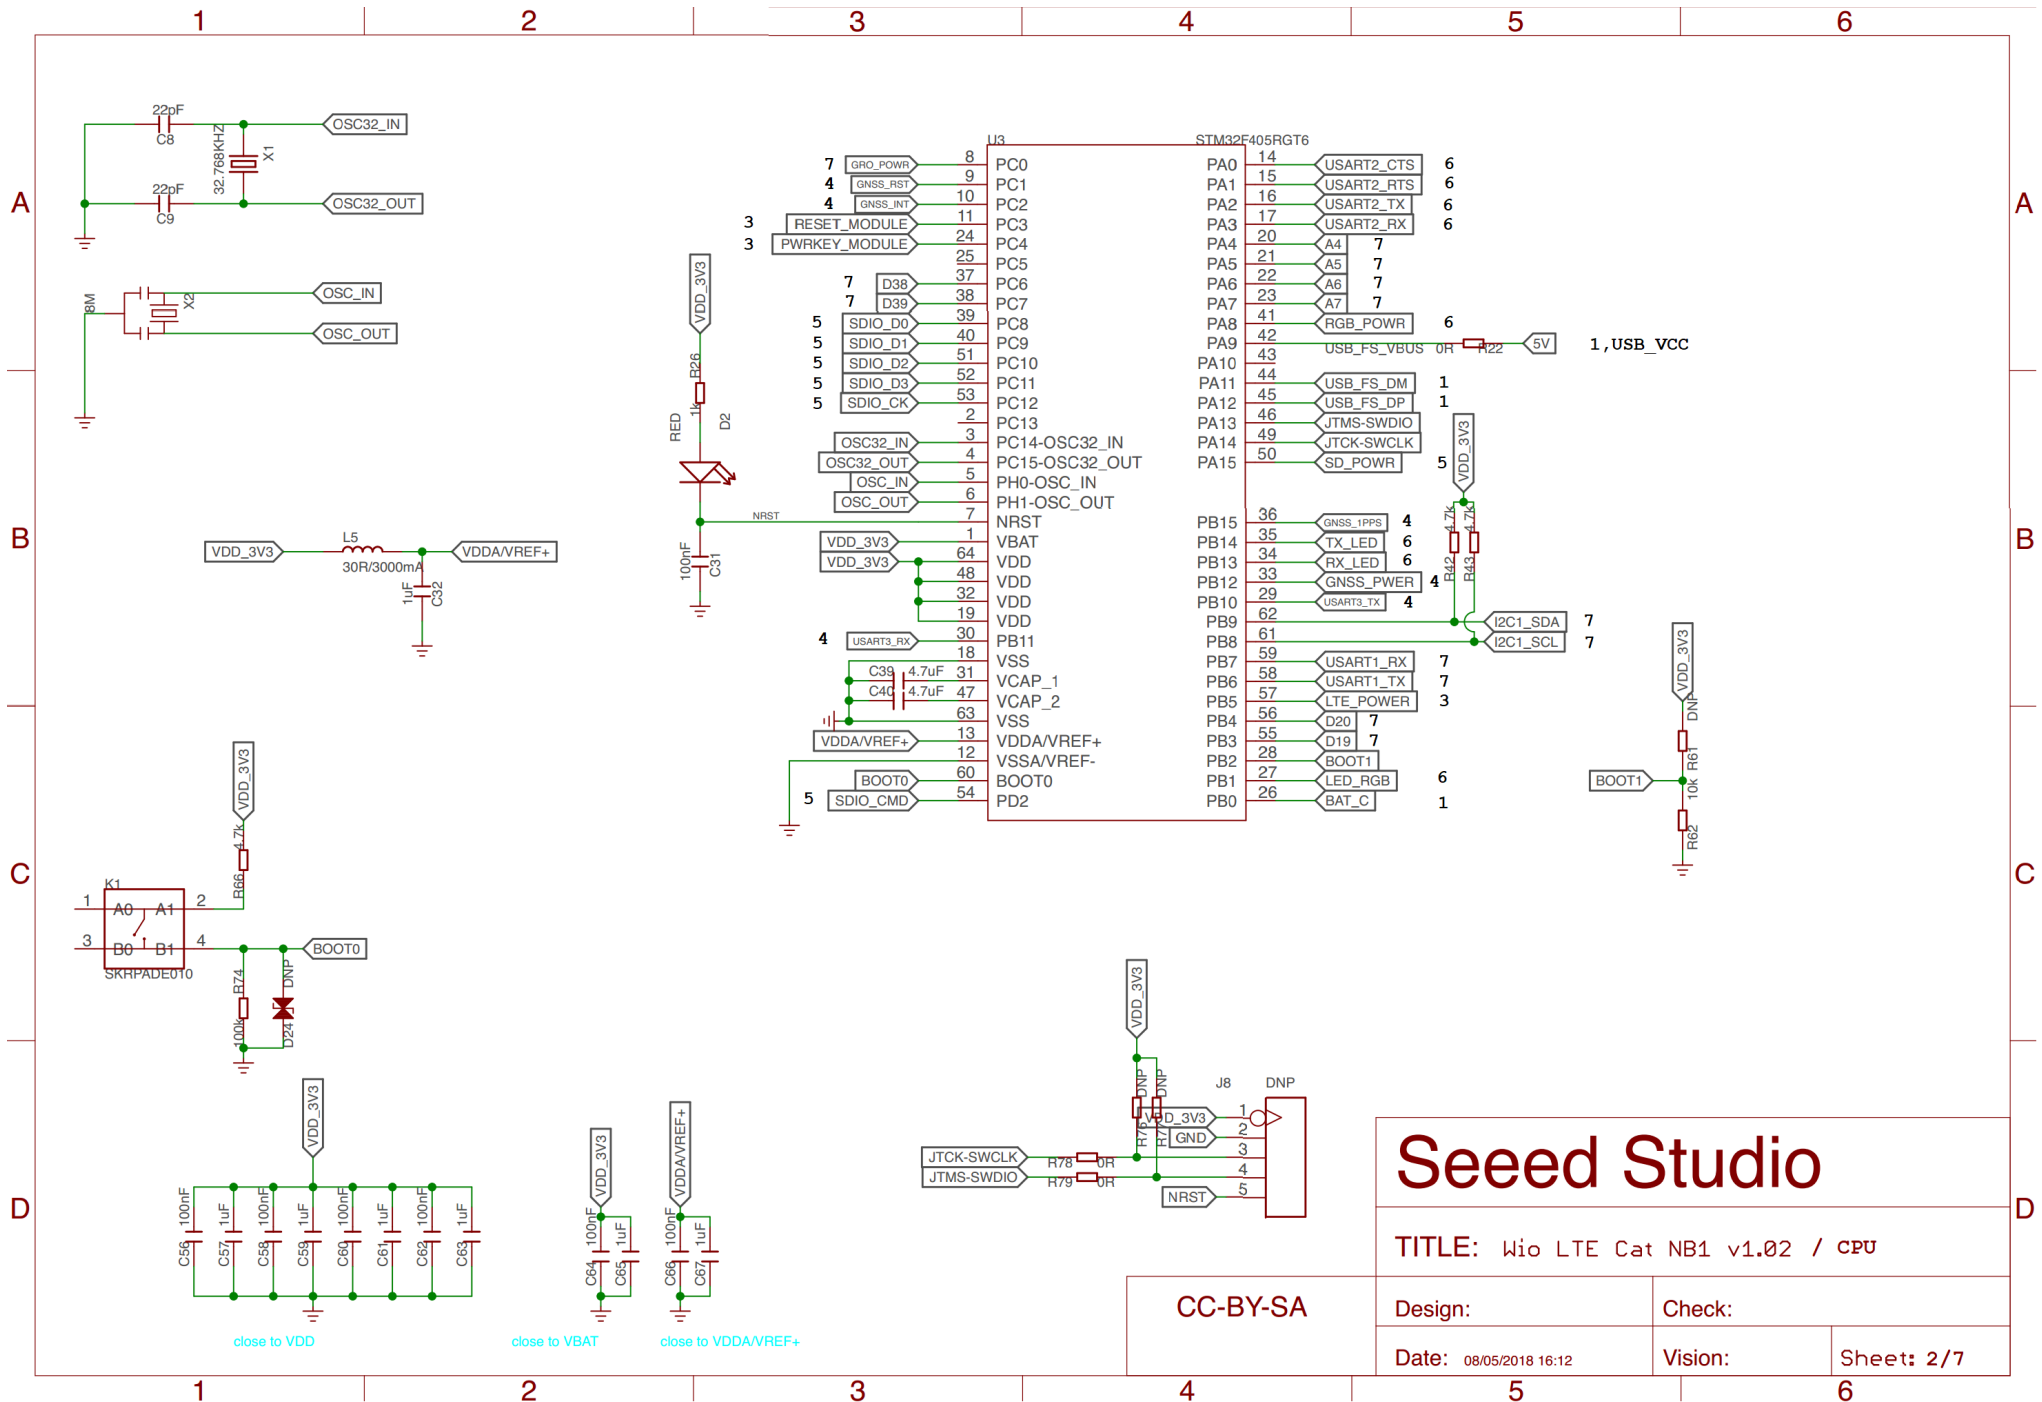 1 2 3 4 5 6
A A
B B
C C
D D
22pF
C8
OSC32_IN
32.768KHZ
X1
22pF
C9
OSC32_OUT
8M
X2
OSC_IN
OSC_OUT
VDD_3V3
R26
1k
RED
D2
NRST
100nF
C31
VDD_3V3
L5
30R/3000mA
VDDA/VREF+
1uF
C32
U3
STM32F405RGT6
7 GRO_POWR 8 PC0
4 GNSS_RST 9 PC1
4 GNSS_INT 10 PC2
3 RESET_MODULE 11 PC3
3 PWRKEY_MODULE 24 PC4
25 PC5
7 D38 37 PC6
7 D39 38 PC7
5 SDIO_D0 39 PC8
5 SDIO_D1 40 PC9
5 SDIO_D2 51 PC10
5 SDIO_D3 52 PC11
5 SDIO_CK 53 PC12
2 PC13
OSC32_IN 3 PC14-OSC32_IN
OSC32_OUT 4 PC15-OSC32_OUT
OSC_IN 5 PH0-OSC_IN
OSC_OUT 6 PH1-OSC_OUT
7 NRST
VDD_3V3 1 VBAT
VDD_3V3 64 VDD
48 VDD
32 VDD
19 VDD
4 USART3_RX 30 PB11
18 VSS
C39 4.7uF 31 VCAP_1
C40 4.7uF 47 VCAP_2
63 VSS
VDDA/VREF+ 13 VDDA/VREF+
12 VSSA/VREF-
BOOT0 60 BOOT0
5 SDIO_CMD 54 PD2
PA0 14 USART2_CTS 6
PA1 15 USART2_RTS 6
PA2 16 USART2_TX 6
PA3 17 USART2_RX 6
PA4 20 A4 7
PA5 21 A5 7
PA6 22 A6 7
PA7 23 A7 7
PA8 41 RGB_POWR 6
PA9 42 USB_FS_VBUS 0R R22 5V 1,USB_VCC
PA10 43
PA11 44 USB_FS_DM 1
PA12 45 USB_FS_DP 1
PA13 46 JTMS-SWDIO
PA14 49 JTCK-SWCLK
PA15 50 SD_POWR 5
PB15 36 GNSS_1PPS 4
PB14 35 TX_LED 6
PB13 34 RX_LED 6
PB12 33 GNSS_PWER 4
PB10 29 USART3_TX 4
PB9 62 I2C1_SDA 7
PB8 61 I2C1_SCL 7
PB7 59 USART1_RX 7
PB6 58 USART1_TX 7
PB5 57 LTE_POWER 3
PB4 56 D20 7
PB3 55 D19 7
PB2 28 BOOT1
PB1 27 LED_RGB 6
PB0 26 BAT_C 1
VDD_3V3
4.7k 4.7k
R42 R43
VDD_3V3
DNP
R61
BOOT1
10k
R62
VDD_3V3
4.7k
R66
K1
1 A0 A1 2
3 B0 B1 4
SKRPADE010
BOOT0
R74
100k
DNP
D24
VDD_3V3
C56 100nF
C57 1uF
C58 100nF
C59 1uF
C60 100nF
C61 1uF
C62 100nF
C63 1uF
close to VDD
VDD_3V3
C64 100nF
C65 1uF
close to VBAT
VDDA/VREF+
C66 100nF
C67 1uF
close to VDDA/VREF+
VDD_3V3
DNP DNP
J8 DNP
VDD_3V3 1
GND 2
JTCK-SWCLK R78 0R 3
JTMS-SWDIO R79 0R 4
NRST 5
Seeed Studio
TITLE: Wio LTE Cat NB1 v1.02 / CPU
CC-BY-SA
Design: Check:
Date: 08/05/2018 16:12 Vision: Sheet: 2/7
1 2 3 4 5 6